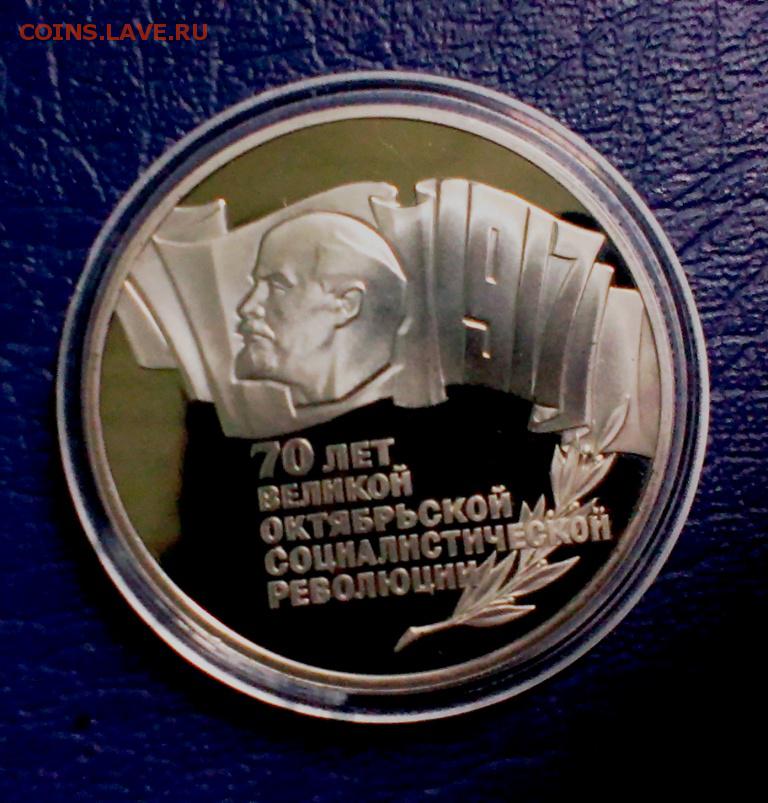 COINS.LAVE.RU
1917
70 ЛЕТ
ВЕЛИКОЙ
ОКТЯБРЬСКОЙ
СОЦИАЛИСТИЧЕСКОЙ
РЕВОЛЮЦИИ